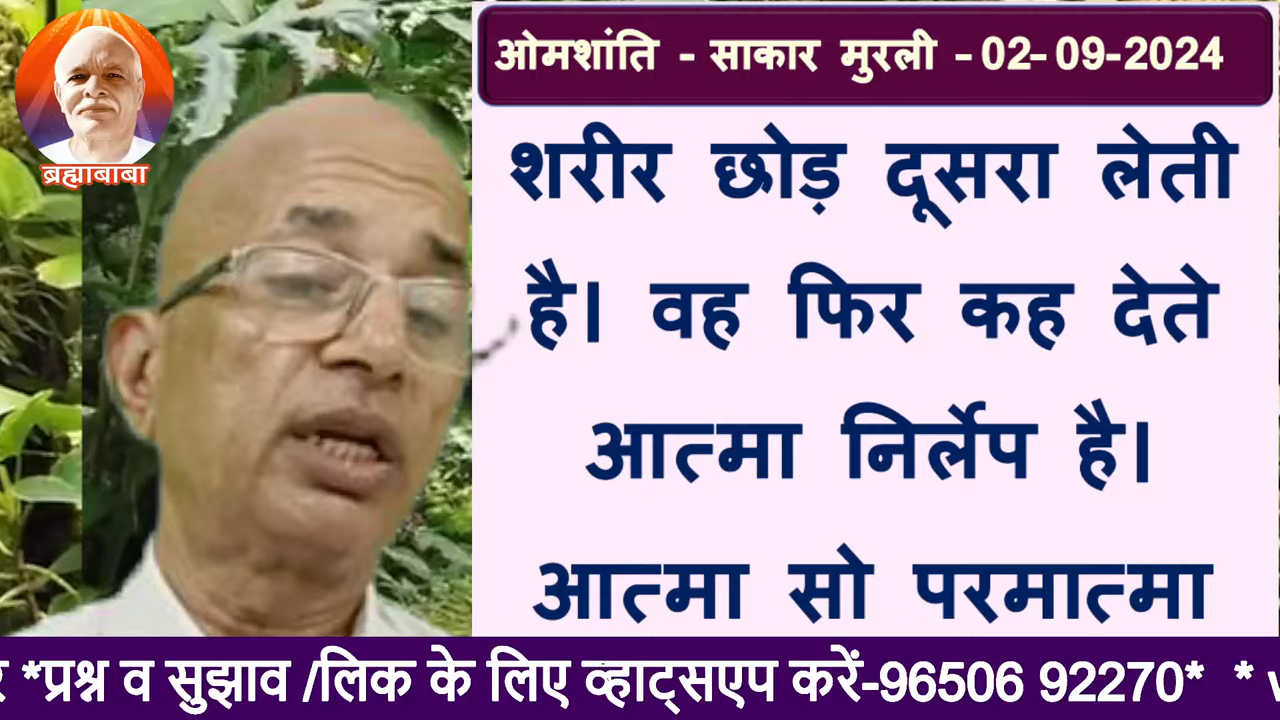 ओमशांति - साकार मुरली - 02-09-2024
ब्रह्माबाबा
शरीर छोड़ दूसरा लेती
है। वह फिर कह देते
आत्मा निर्लेप है।
आत्मा सो परमात्मा
*प्रश्न व सुझाव /लिक के लिए व्हाट्सएप करें-96506 92270* *